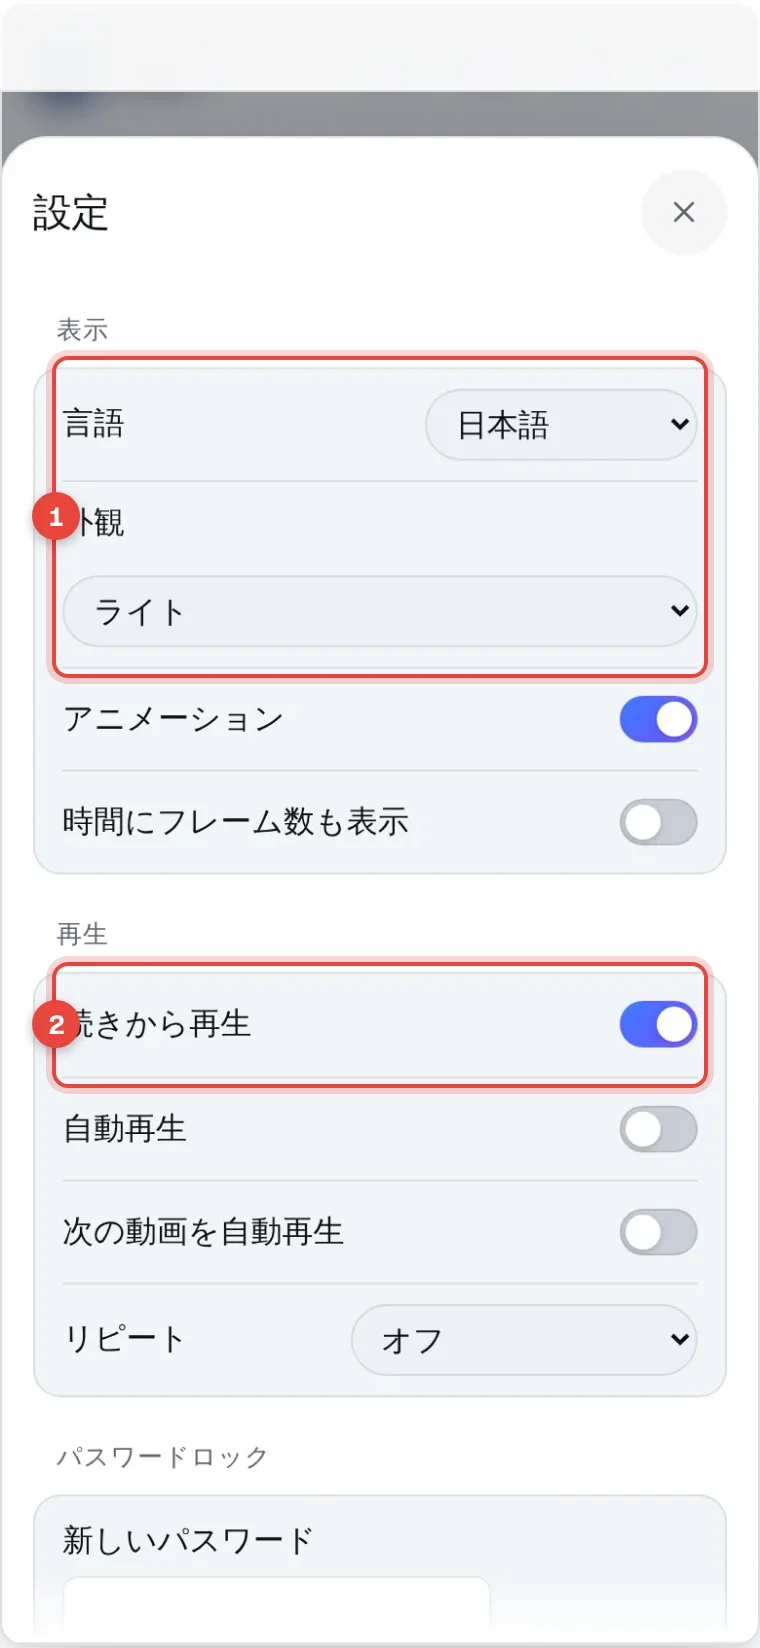 設定
表示
言語
日本語
1
外観
ライト
アニメーション
時間にフレーム数も表示
再生
2
続きから再生
自動再生
次の動画を自動再生
リピート
オフ
パスワードロック
新しいパスワード